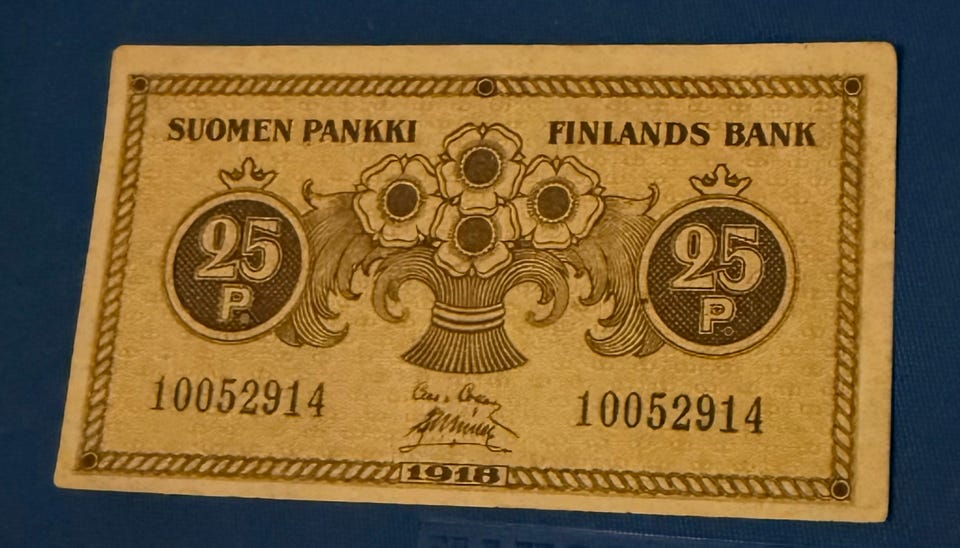 SUOMEN PANKKI FINLANDS BANK
25 25
P. P.
10052914 10052914
1918